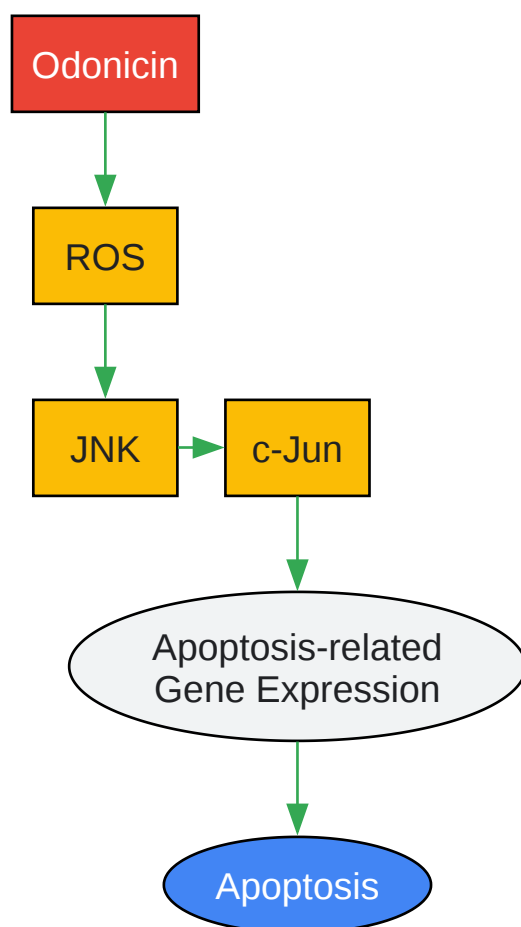 Odonicin
ROS
JNK
c-Jun
Apoptosis-related
Gene Expression
Apoptosis